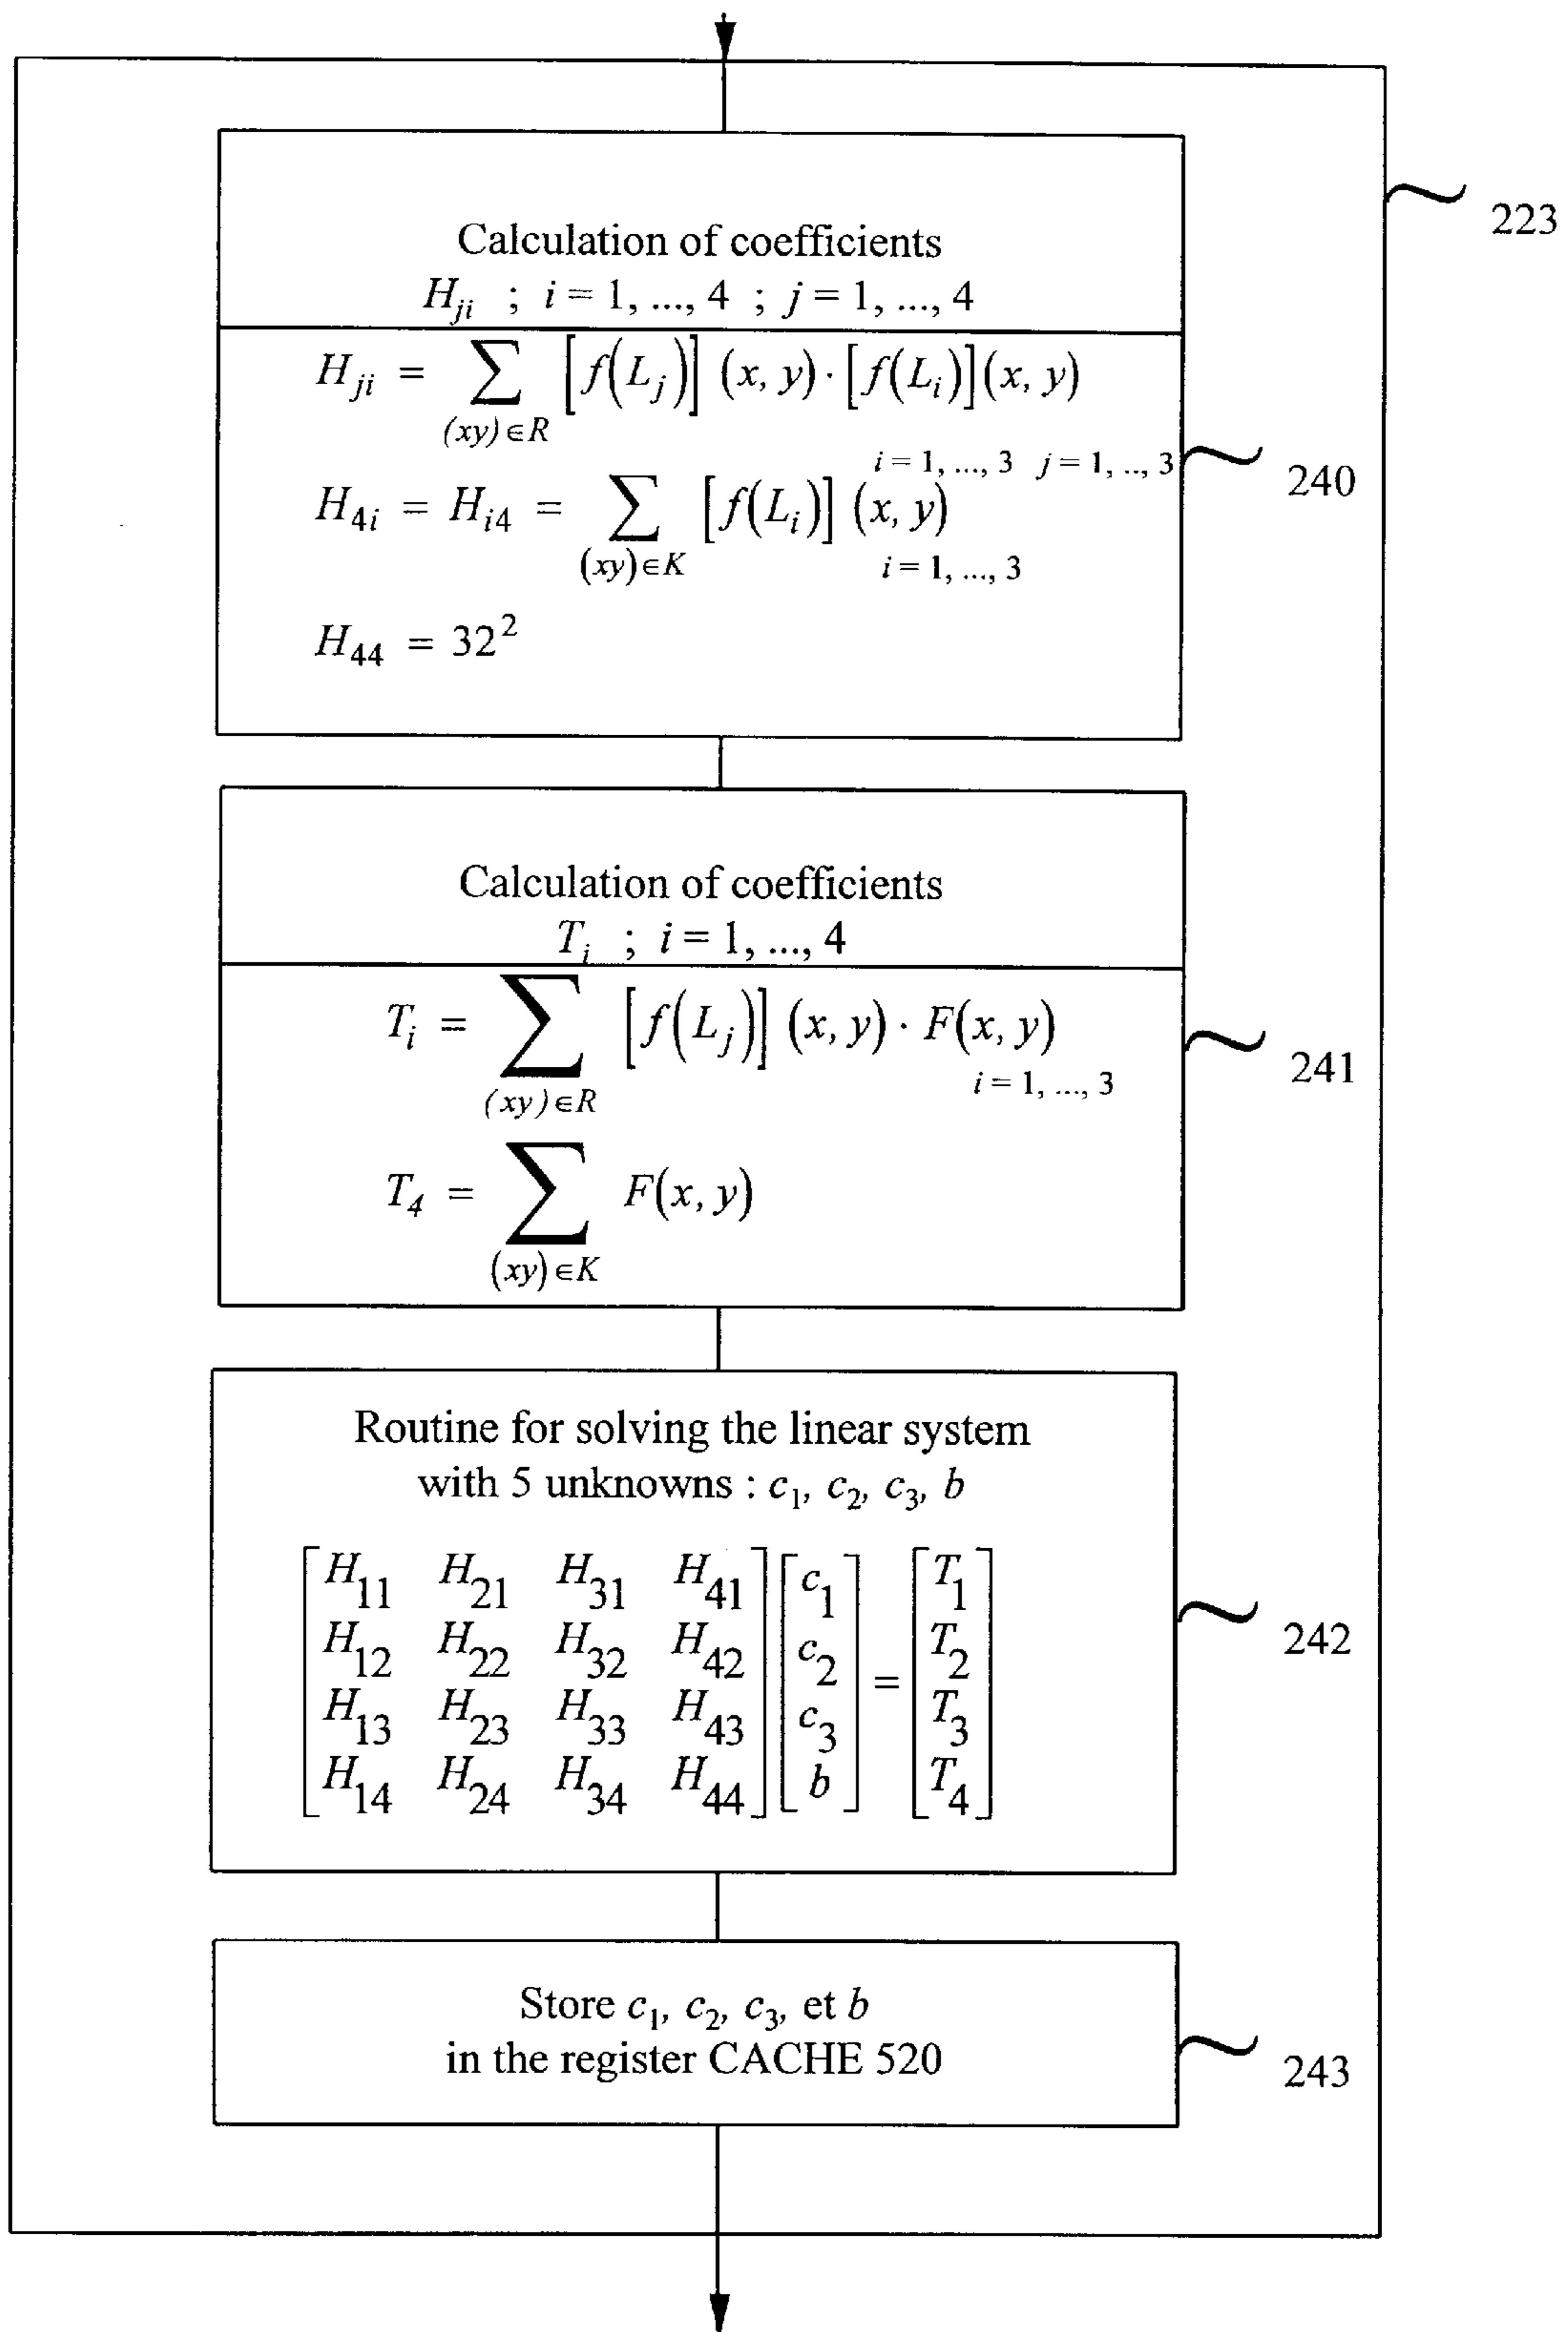 223
Calculation of coefficients
H_ji ; i = 1, ..., 4 ; j = 1, ..., 4
H_ji = ∑ [f(L_j)] (x, y) · [f(L_i)](x, y)
(xy) ∈ R
i = 1, ..., 3 j = 1, .., 3
240
H_4i = H_i4 = ∑ [f(L_i)] (x, y)
(xy) ∈ K
i = 1, ..., 3
H_44 = 32²
Calculation of coefficients
T_i ; i = 1, ..., 4
T_i = ∑ [f(L_j)] (x, y) · F(x, y)
(xy) ∈ R
i = 1, ..., 3
241
T_4 = ∑ F(x, y)
(xy) ∈ K
Routine for solving the linear system
with 5 unknowns : c_1, c_2, c_3, b
H_11 H_21 H_31 H_41 c_1 T_1
H_12 H_22 H_32 H_42 c_2 = T_2
242
H_13 H_23 H_33 H_43 c_3 T_3
H_14 H_24 H_34 H_44 b T_4
Store c_1, c_2, c_3, et b
in the register CACHE 520
243